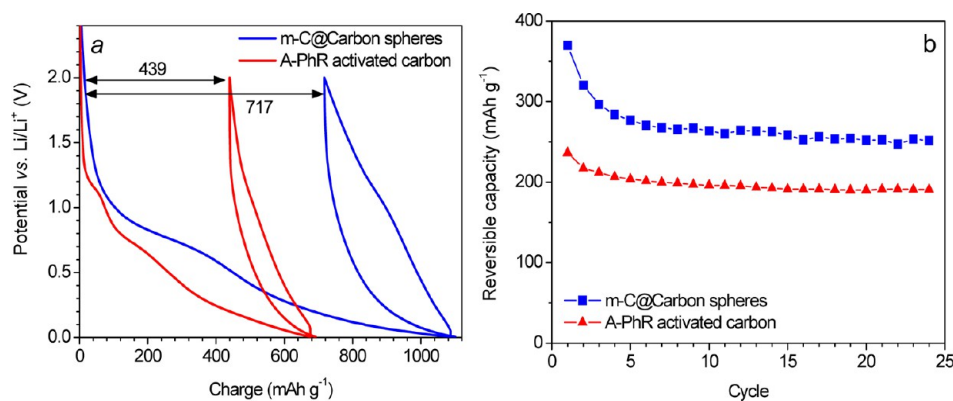 a
m-C@Carbon spheres
A-PhR activated carbon
439
717
Potential vs. Li/Li⁺ (V)
2.0
1.5
1.0
0.5
0.0
0 200 400 600 800 1000
Charge (mAh g⁻¹)
b
Reversible capacity (mAh g⁻¹)
400
300
200
100
0
m-C@Carbon spheres
A-PhR activated carbon
0 5 10 15 20 25
Cycle